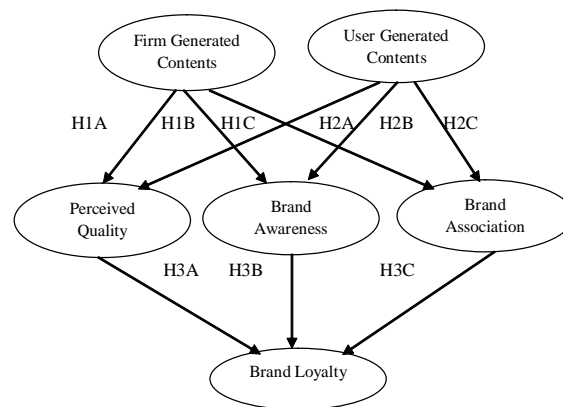 Firm Generated
Contents
User Generated
Contents
H1A
H1B
H1C
H2A
H2B
H2C
Perceived
Quality
Brand
Awareness
Brand
Association
H3A
H3B
H3C
Brand Loyalty